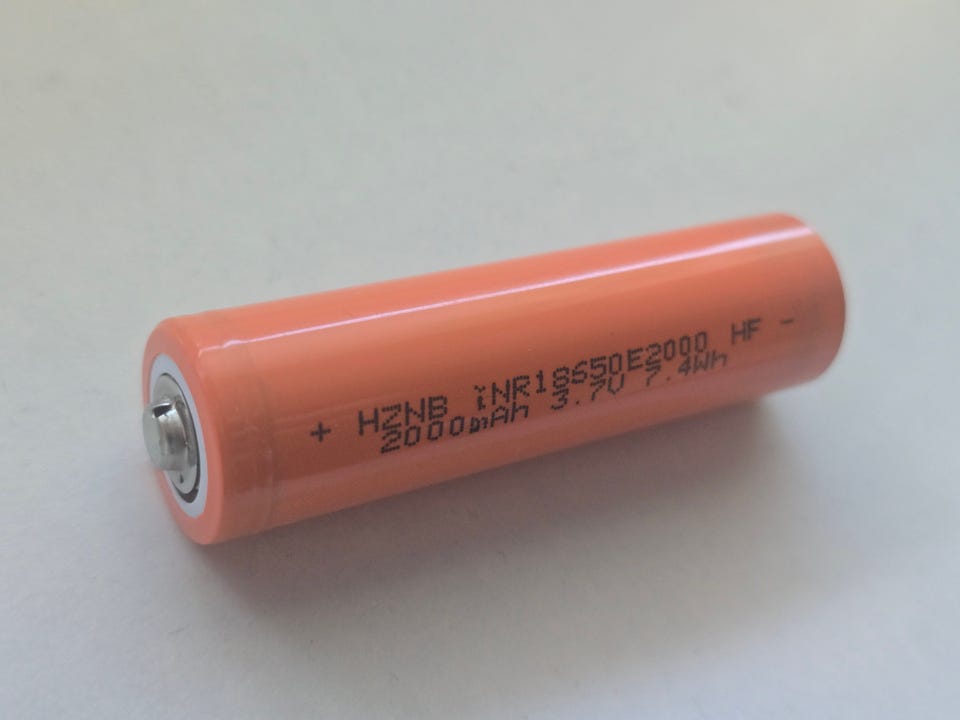 + HZNB iNR18650E2000 HF -
2000mAh 3.7V 7.4Wh